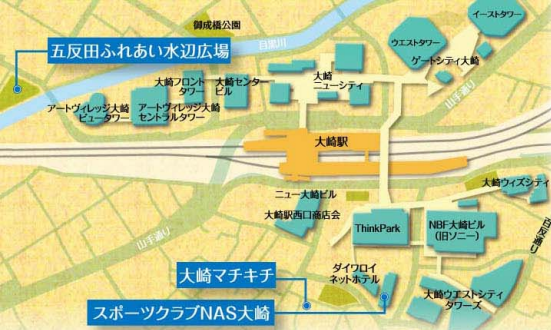 御成橋公園
目黒川
五反田ふれあい水辺広場
イーストタワー
ウエストタワー
ゲートシティ大崎
大崎フロント
タワー
大崎センター
ビル
大崎
ニューシティ
アートヴィレッジ大崎
ビュータワー
アートヴィレッジ大崎
セントラルタワー
山手通り
大崎駅
ニュー大崎ビル
大崎駅西口商店会
大崎ウィズシティ
山手通り
ThinkPark
NBF大崎ビル
(旧ソニー)
百反通り
大崎マチキチ
ダイワロイ
ネットホテル
スポーツクラブNAS大崎
大崎ウエストシティ
タワーズ